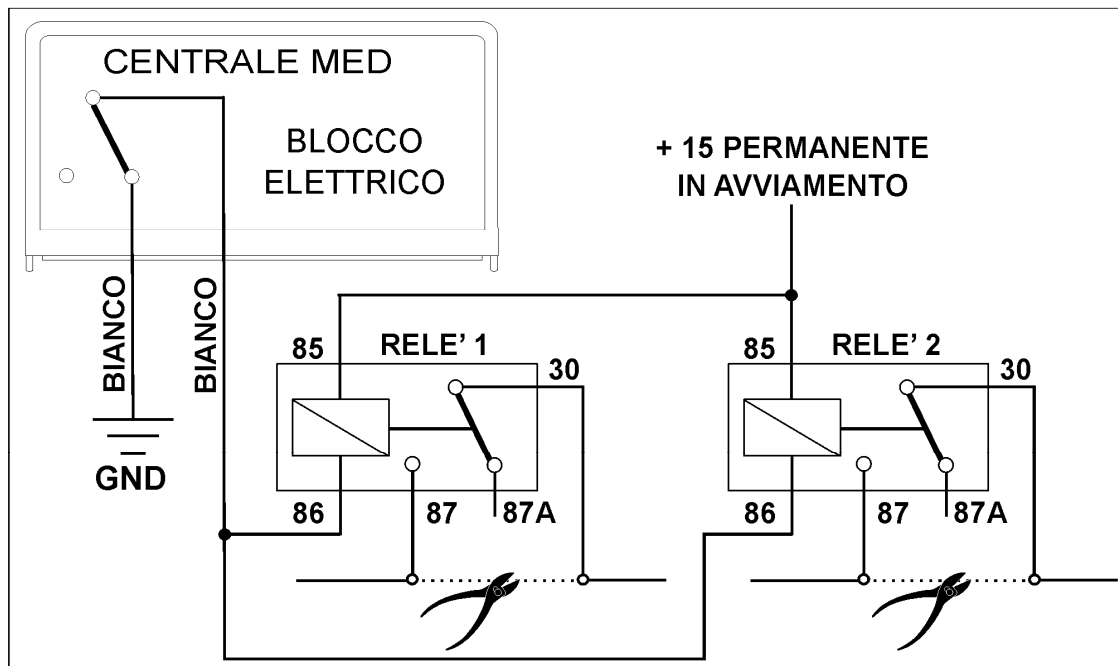 CENTRALE MED
BLOCCO
ELETTRICO
+ 15 PERMANENTE
IN AVVIAMENTO
BIANCO
BIANCO
GND
85
RELE' 1
30
86
87
87A
85
RELE' 2
30
86
87
87A